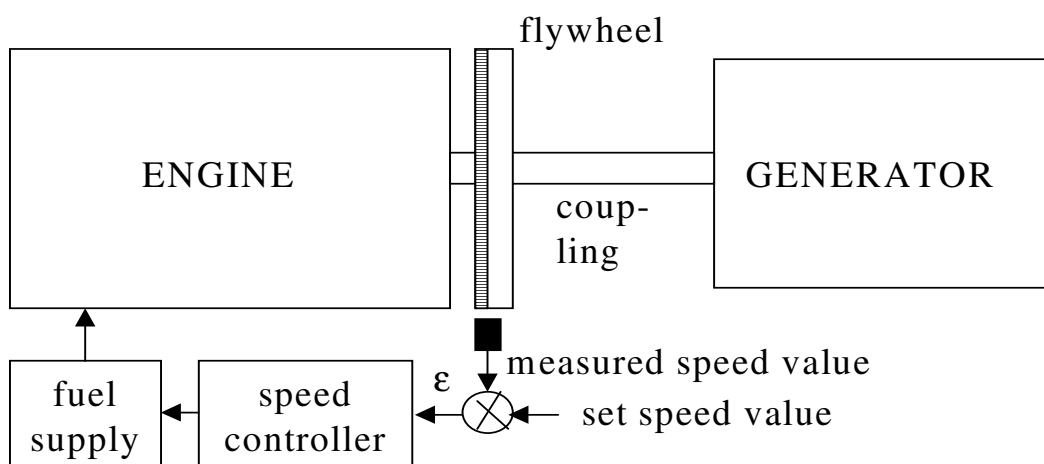 flywheel
ENGINE
GENERATOR
coup-
ling
measured speed value
ε
set speed value
fuel
supply
speed
controller